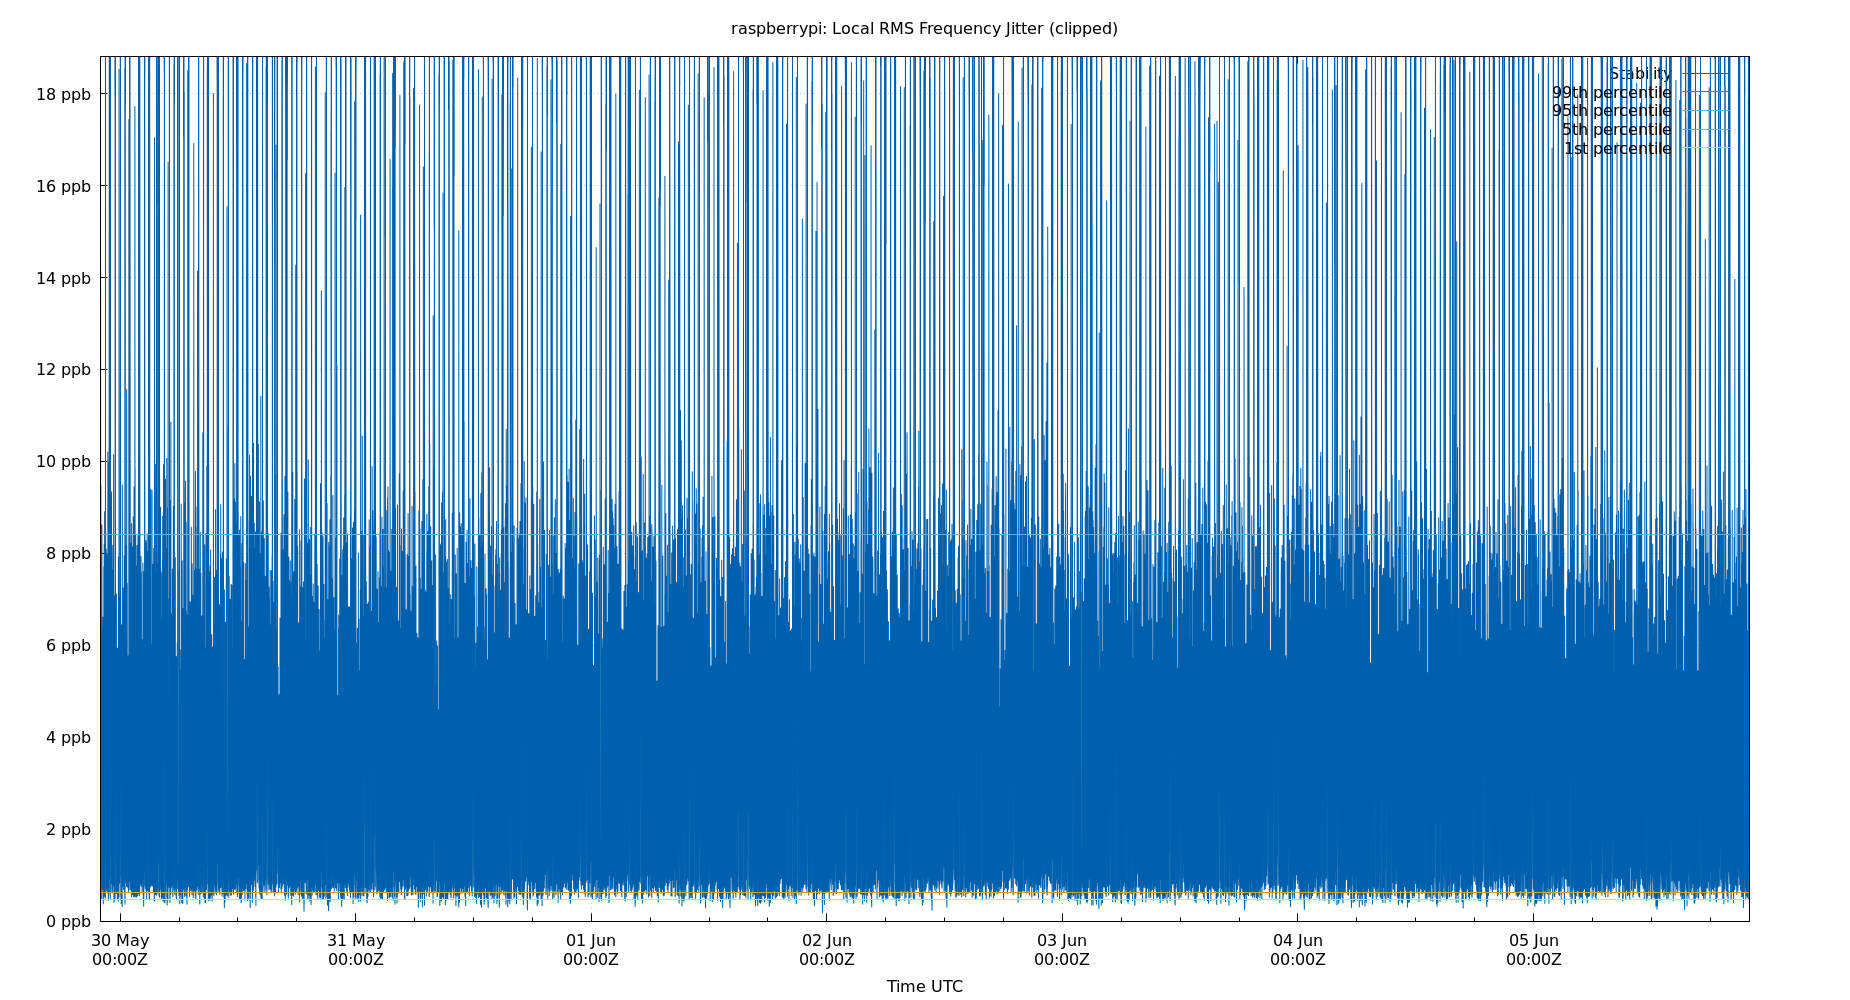 raspberrypi: Local RMS Frequency Jitter (clipped)
Stability
99th percentile
95th percentile
5th percentile
1st percentile
18 ppb
16 ppb
14 ppb
12 ppb
10 ppb
8 ppb
6 ppb
4 ppb
2 ppb
0 ppb
30 May 31 May 01 Jun 02 Jun 03 Jun 04 Jun 05 Jun
00:00Z 00:00Z 00:00Z 00:00Z 00:00Z 00:00Z 00:00Z
Time UTC